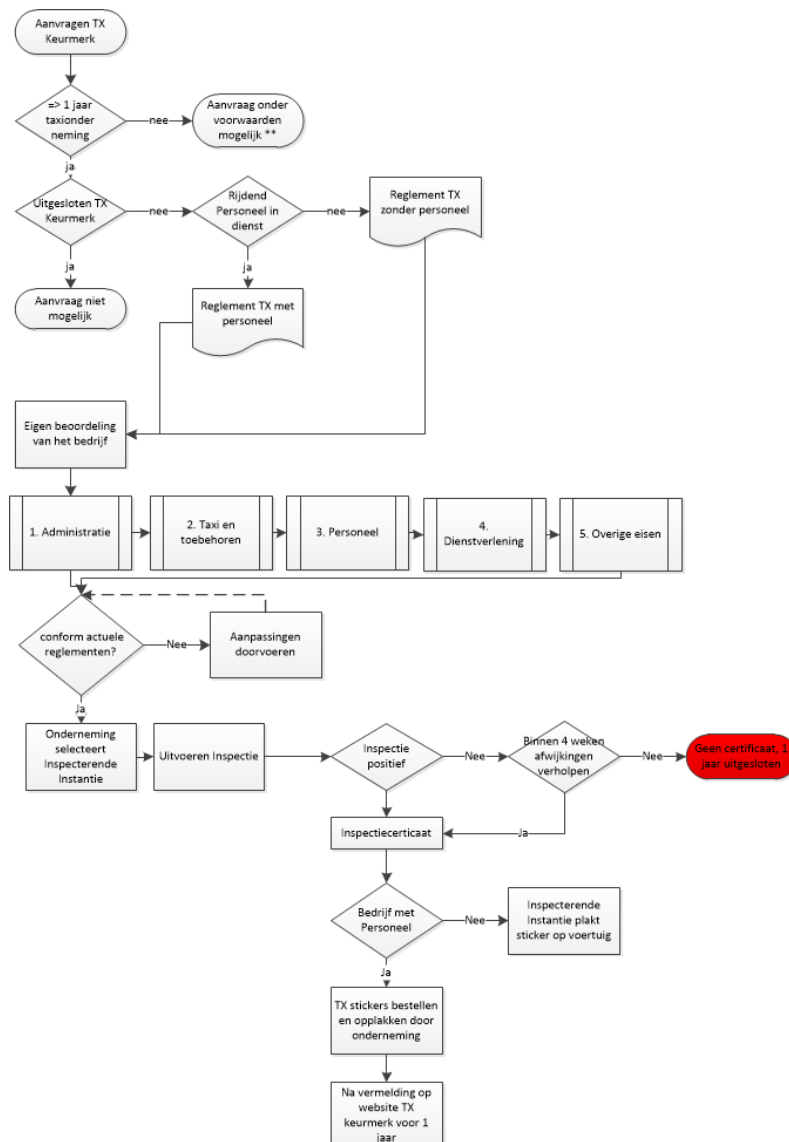 Aanvragen TX
Keurmerk
=> 1 jaar
taxionder
neming
nee
Aanvraag onder
voorwaarden
mogelijk **
ja
Uitgesloten TX
Keurmerk
nee
Rijdend
Personeel in
dienst
nee
Reglement TX
zonder personeel
ja
Aanvraag niet
mogelijk
ja
Reglement TX met
personeel
Eigen beoordeling
van het bedrijf
1. Administratie
2. Taxi en
toebehoren
3. Personeel
4.
Dienstverlening
5. Overige eisen
conform actuele
reglementen?
Nee
Aanpassingen
doorvoeren
Ja
Onderneming
selecteert
Inspecterende
Instantie
Uitvoeren Inspectie
Inspectie
positief
Nee
Binnen 4 weken
afwijkingen
verholpen
Nee
Geen certificaat, 1
jaar uitgesloten
Inspectiecerticaat
Ja
Bedrijf met
Personeel
Nee
Inspecterende
Instantie plakt
sticker op voertuig
Ja
TX stickers bestellen
en opplakken door
onderneming
Na vermelding op
website TX
keurmerk voor 1
jaar